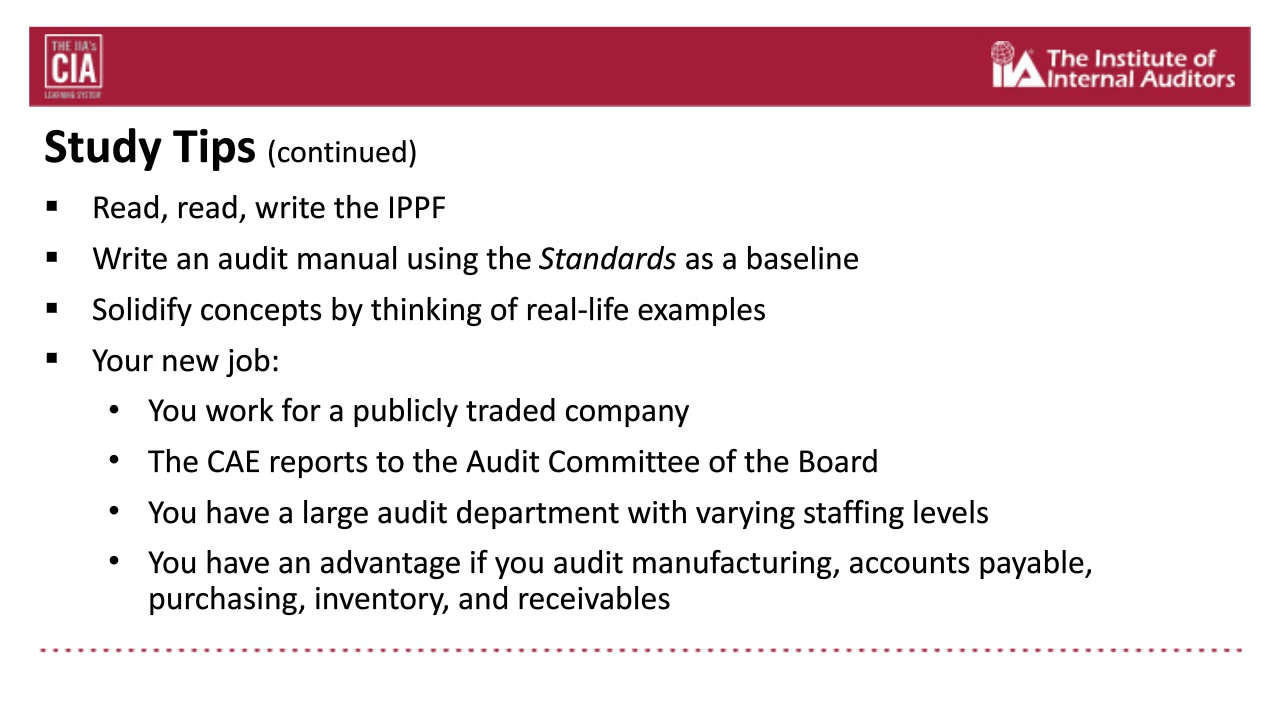 THE IIA's
CIA
LEARNING SYSTEM
The Institute of
IIA Internal Auditors
Study Tips (continued)
▪ Read, read, write the IPPF
▪ Write an audit manual using the Standards as a baseline
▪ Solidify concepts by thinking of real-life examples
▪ Your new job:
• You work for a publicly traded company
• The CAE reports to the Audit Committee of the Board
• You have a large audit department with varying staffing levels
• You have an advantage if you audit manufacturing, accounts payable,
purchasing, inventory, and receivables